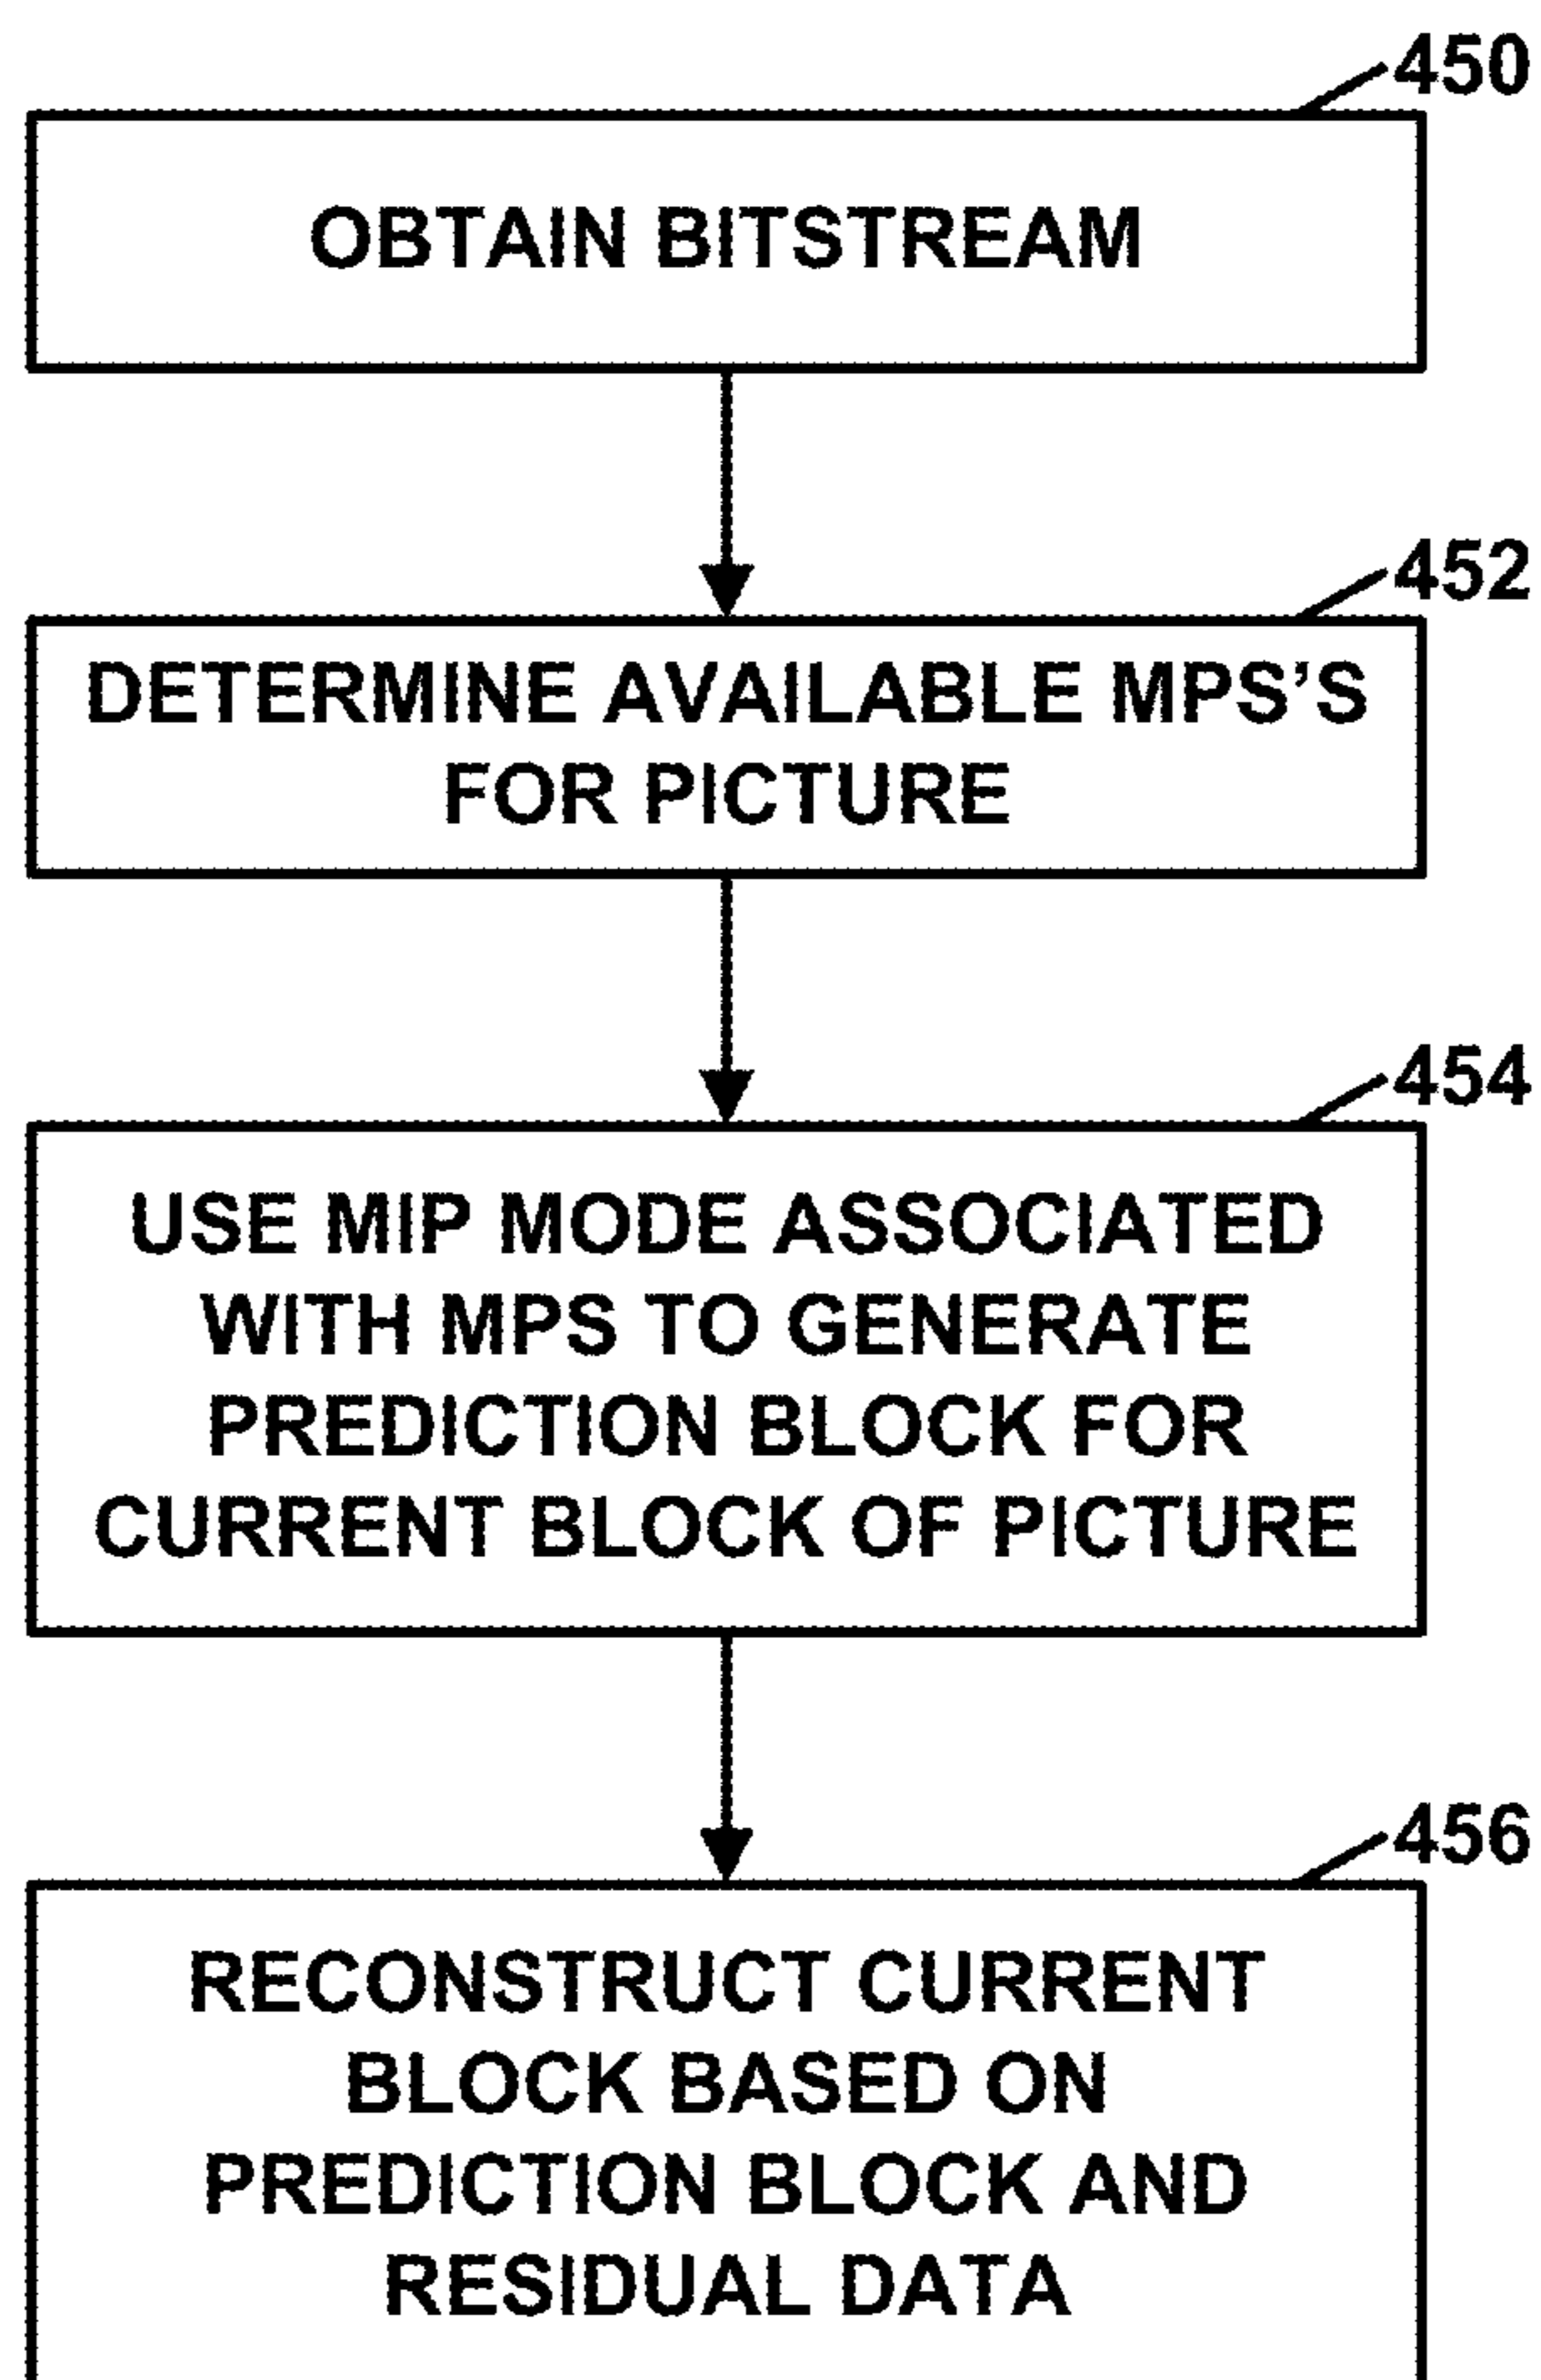 450
OBTAIN BITSTREAM
452
DETERMINE AVAILABLE MPS’S
FOR PICTURE
454
USE MIP MODE ASSOCIATED
WITH MPS TO GENERATE
PREDICTION BLOCK FOR
CURRENT BLOCK OF PICTURE
456
RECONSTRUCT CURRENT
BLOCK BASED ON
PREDICTION BLOCK AND
RESIDUAL DATA